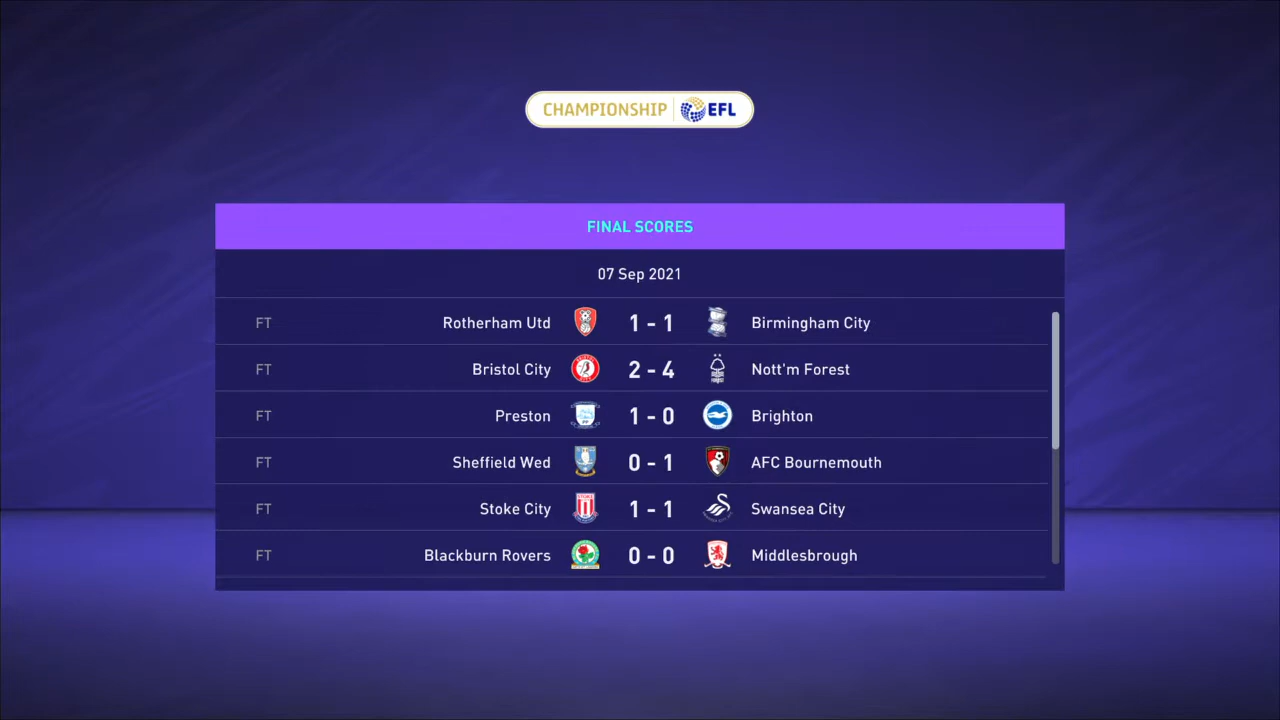 CHAMPIONSHIP EFL
FINAL SCORES
07 Sep 2021
FT Rotherham Utd 1 - 1 Birmingham City
FT Bristol City 2 - 4 Nott'm Forest
FT Preston 1 - 0 Brighton
FT Sheffield Wed 0 - 1 AFC Bournemouth
FT Stoke City 1 - 1 Swansea City
FT Blackburn Rovers 0 - 0 Middlesbrough